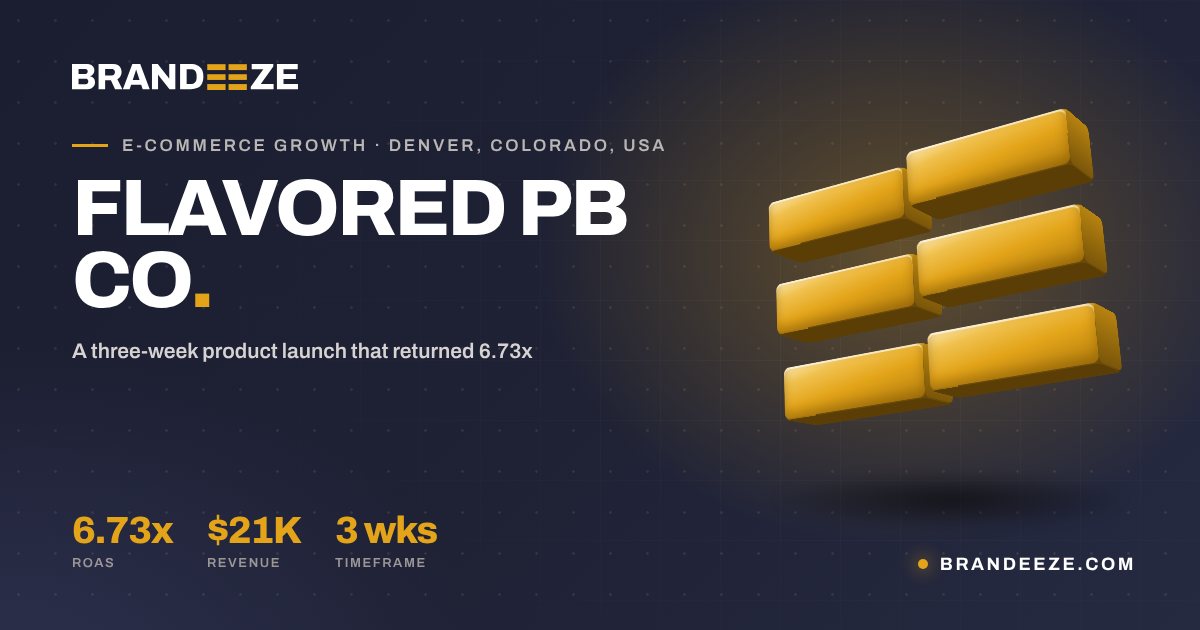 BRANDEEZE
E-COMMERCE GROWTH · DENVER, COLORADO, USA
FLAVORED PB
CO.
A three-week product launch that returned 6.73x
6.73x $21K 3 wks
ROAS REVENUE TIMEFRAME
BRANDEEZE.COM